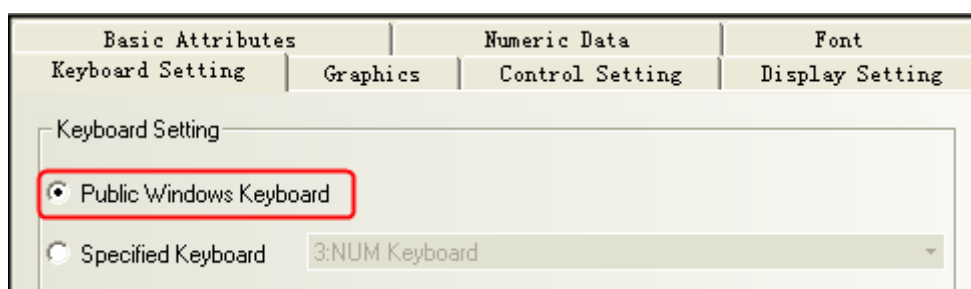 Basic Attributes Numeric Data Font
Keyboard Setting Graphics Control Setting Display Setting
Keyboard Setting
Public Windows Keyboard
Specified Keyboard 3:NUM Keyboard